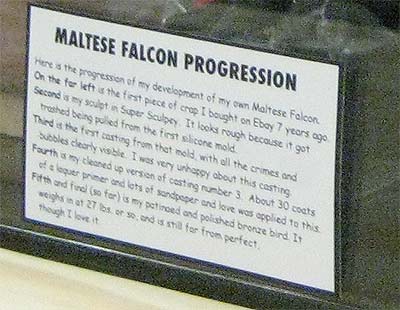 MALTESE FALCON PROGRESSION
Here is the progression of my development of my own Maltese Falcon.
On the far left is the first piece of crap I bought on Ebay 7 years ago.
Second is my sculpt in Super Sculpey. It looks rough because it got
trashed being pulled from the first silicone mold.
Third is the first casting from that mold, with all the crimes and
bubbles clearly visible. I was very unhappy about this casting.
Fourth is my cleaned up version of casting number 3. About 30 coats
of a laquer primer and lots of sandpaper and love was applied to this.
Fifth and final (so far) is my patinaed and polished bronze bird. It
weighs in at 27 lbs. or so, and is still far from perfect,
though I love it.